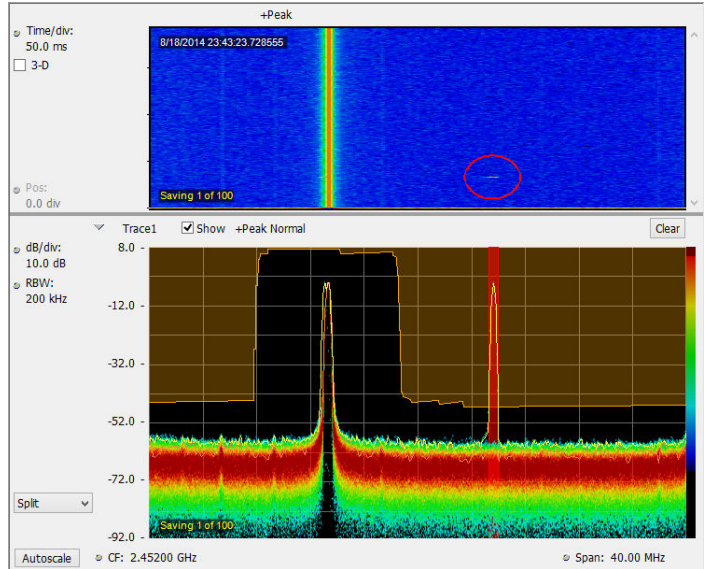 +Peak
Time/div:
50.0 ms
3-D
8/18/2014 23:43:23.728555
Pos:
0.0 div
Saving 1 of 100
Trace1
Show
+Peak Normal
Clear
dB/div:
10.0 dB
RBW:
200 kHz
8.0
-12.0
-32.0
-52.0
-72.0
-92.0
Split
Saving 1 of 100
Autoscale
CF: 2.45200 GHz
Span: 40.00 MHz